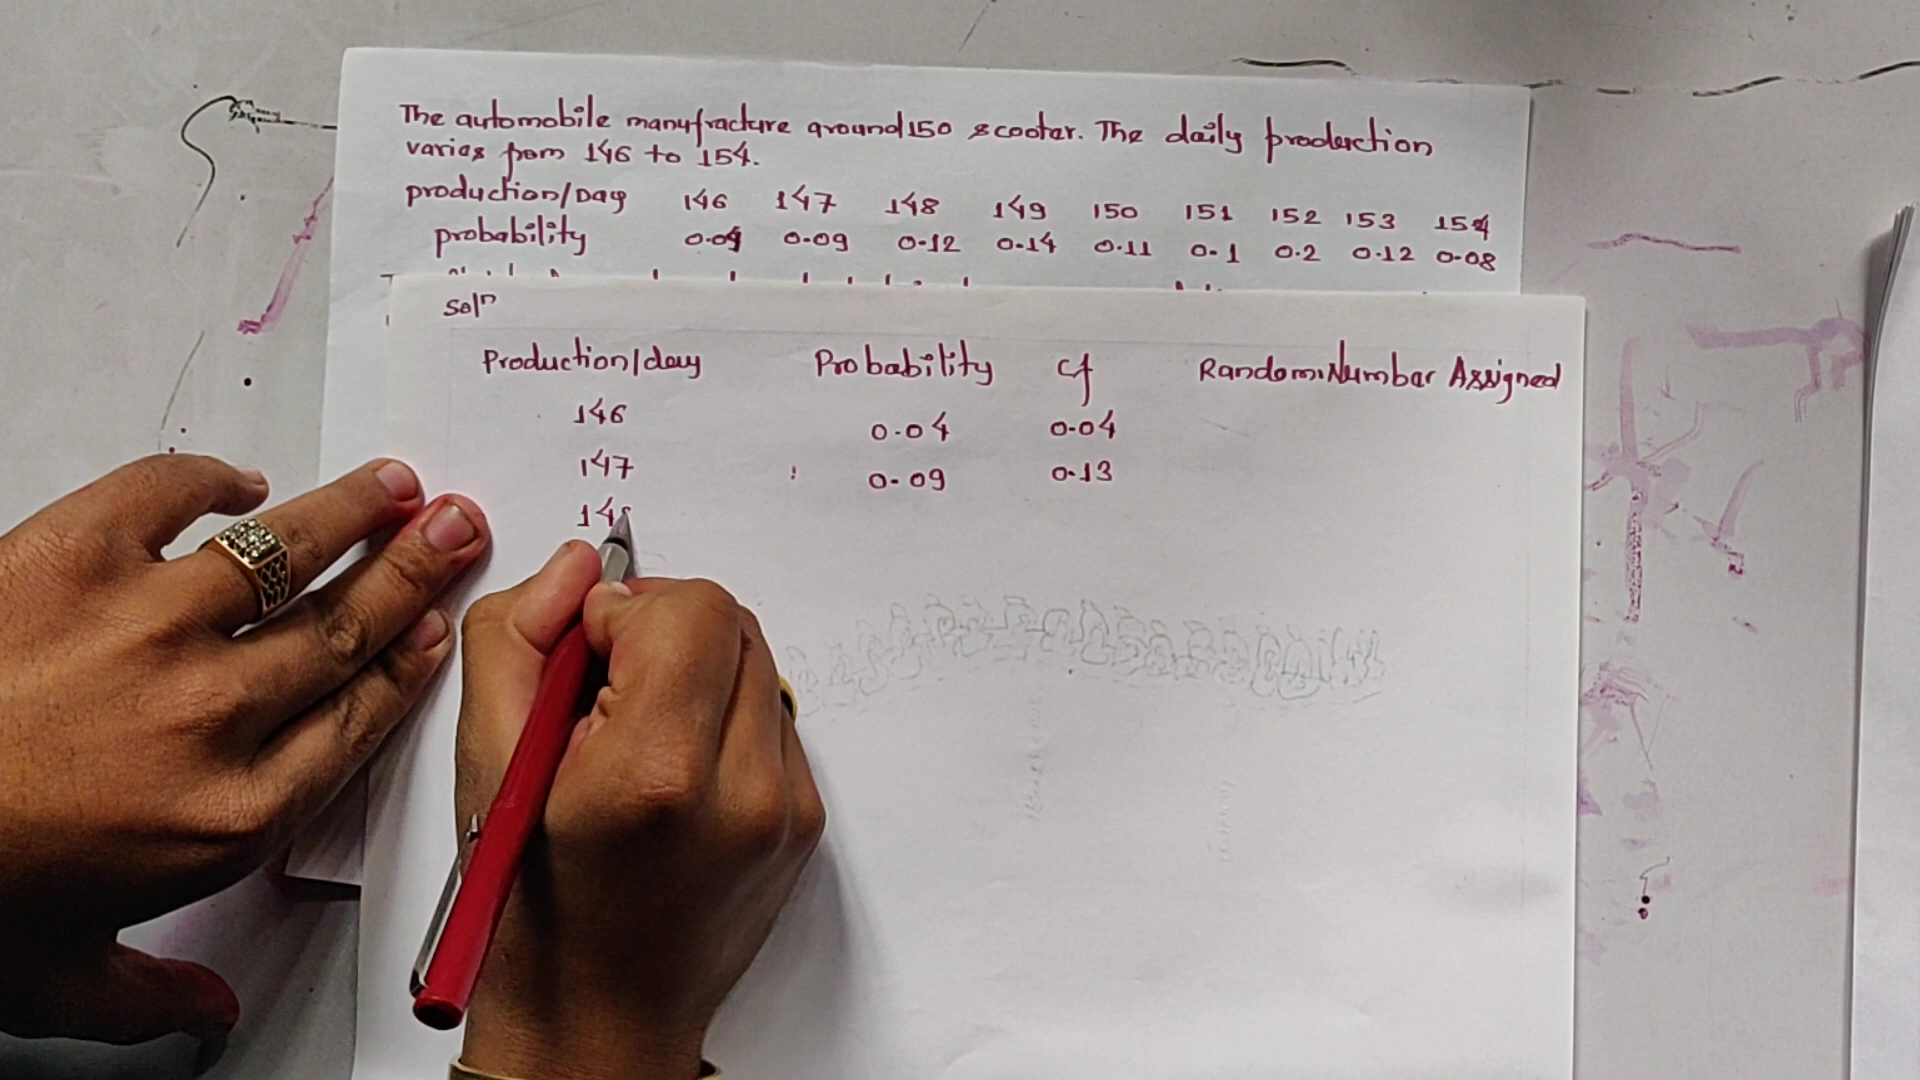 The automobile manufracture around 150 scooter. The daily production
varies from 146 to 154.
production/Day 146 147 148 149 150 151 152 153 154
probability 0.04 0.09 0.12 0.14 0.11 0.1 0.2 0.12 0.08
Solⁿ
Production/day Probability cf Random Number Assigned
146 0.04 0.04
147 0.09 0.13
148